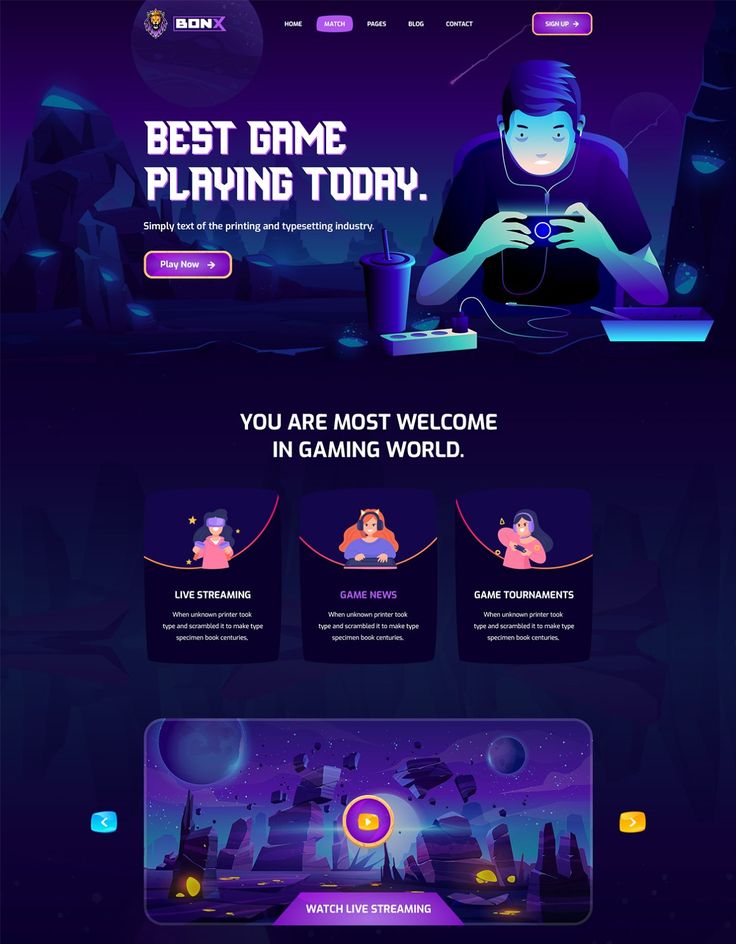 BONX
HOME
MATCH
PAGES
BLOG
CONTACT
SIGN UP
BEST GAME
PLAYING TODAY.
Simply text of the printing and typesetting industry.
Play Now
YOU ARE MOST WELCOME
IN GAMING WORLD.
LIVE STREAMING
When unknown printer took
type and scrambled it to make type
specimen book centuries,
GAME NEWS
When unknown printer took
type and scrambled it to make type
specimen book centuries,
GAME TOURNAMENTS
When unknown printer took
type and scrambled it to make type
specimen book centuries,
WATCH LIVE STREAMING